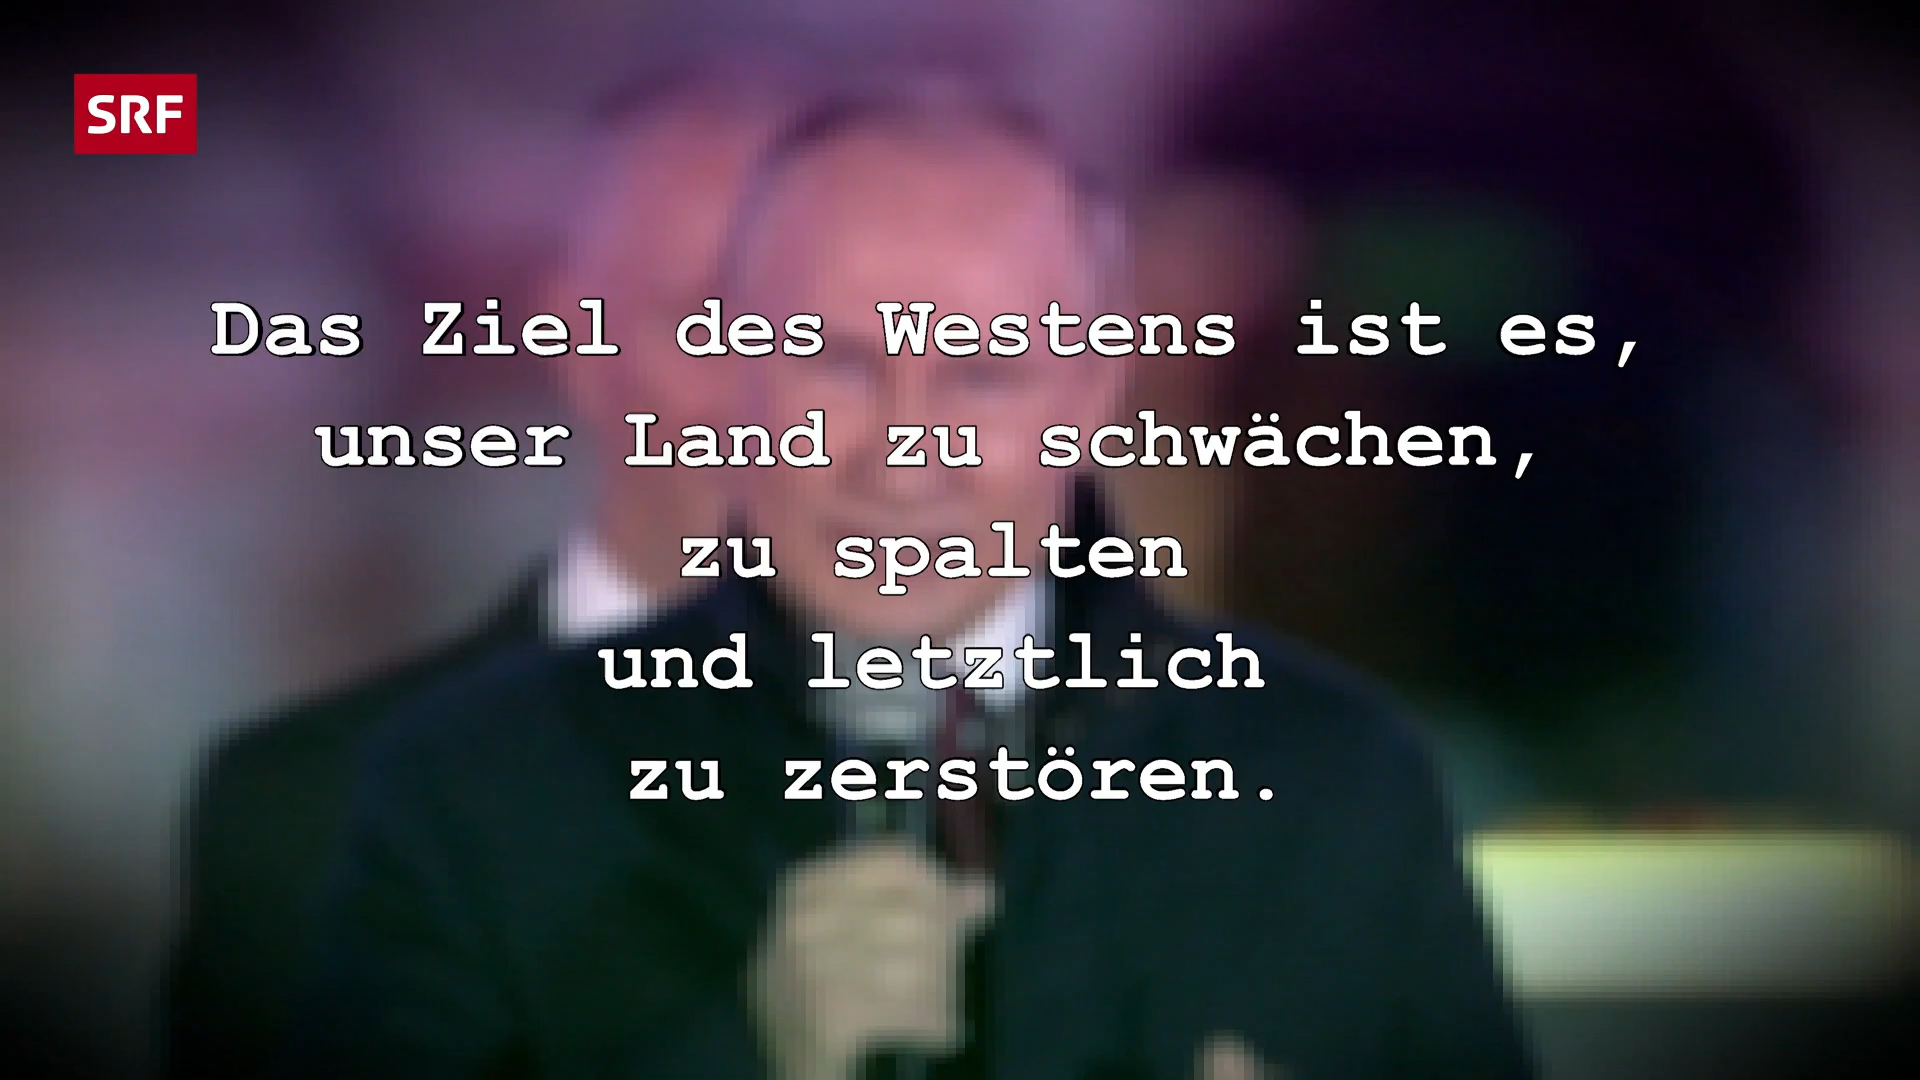 SRF
Das Ziel des Westens ist es,
unser Land zu schwächen,
zu spalten
und letztlich
zu zerstören.